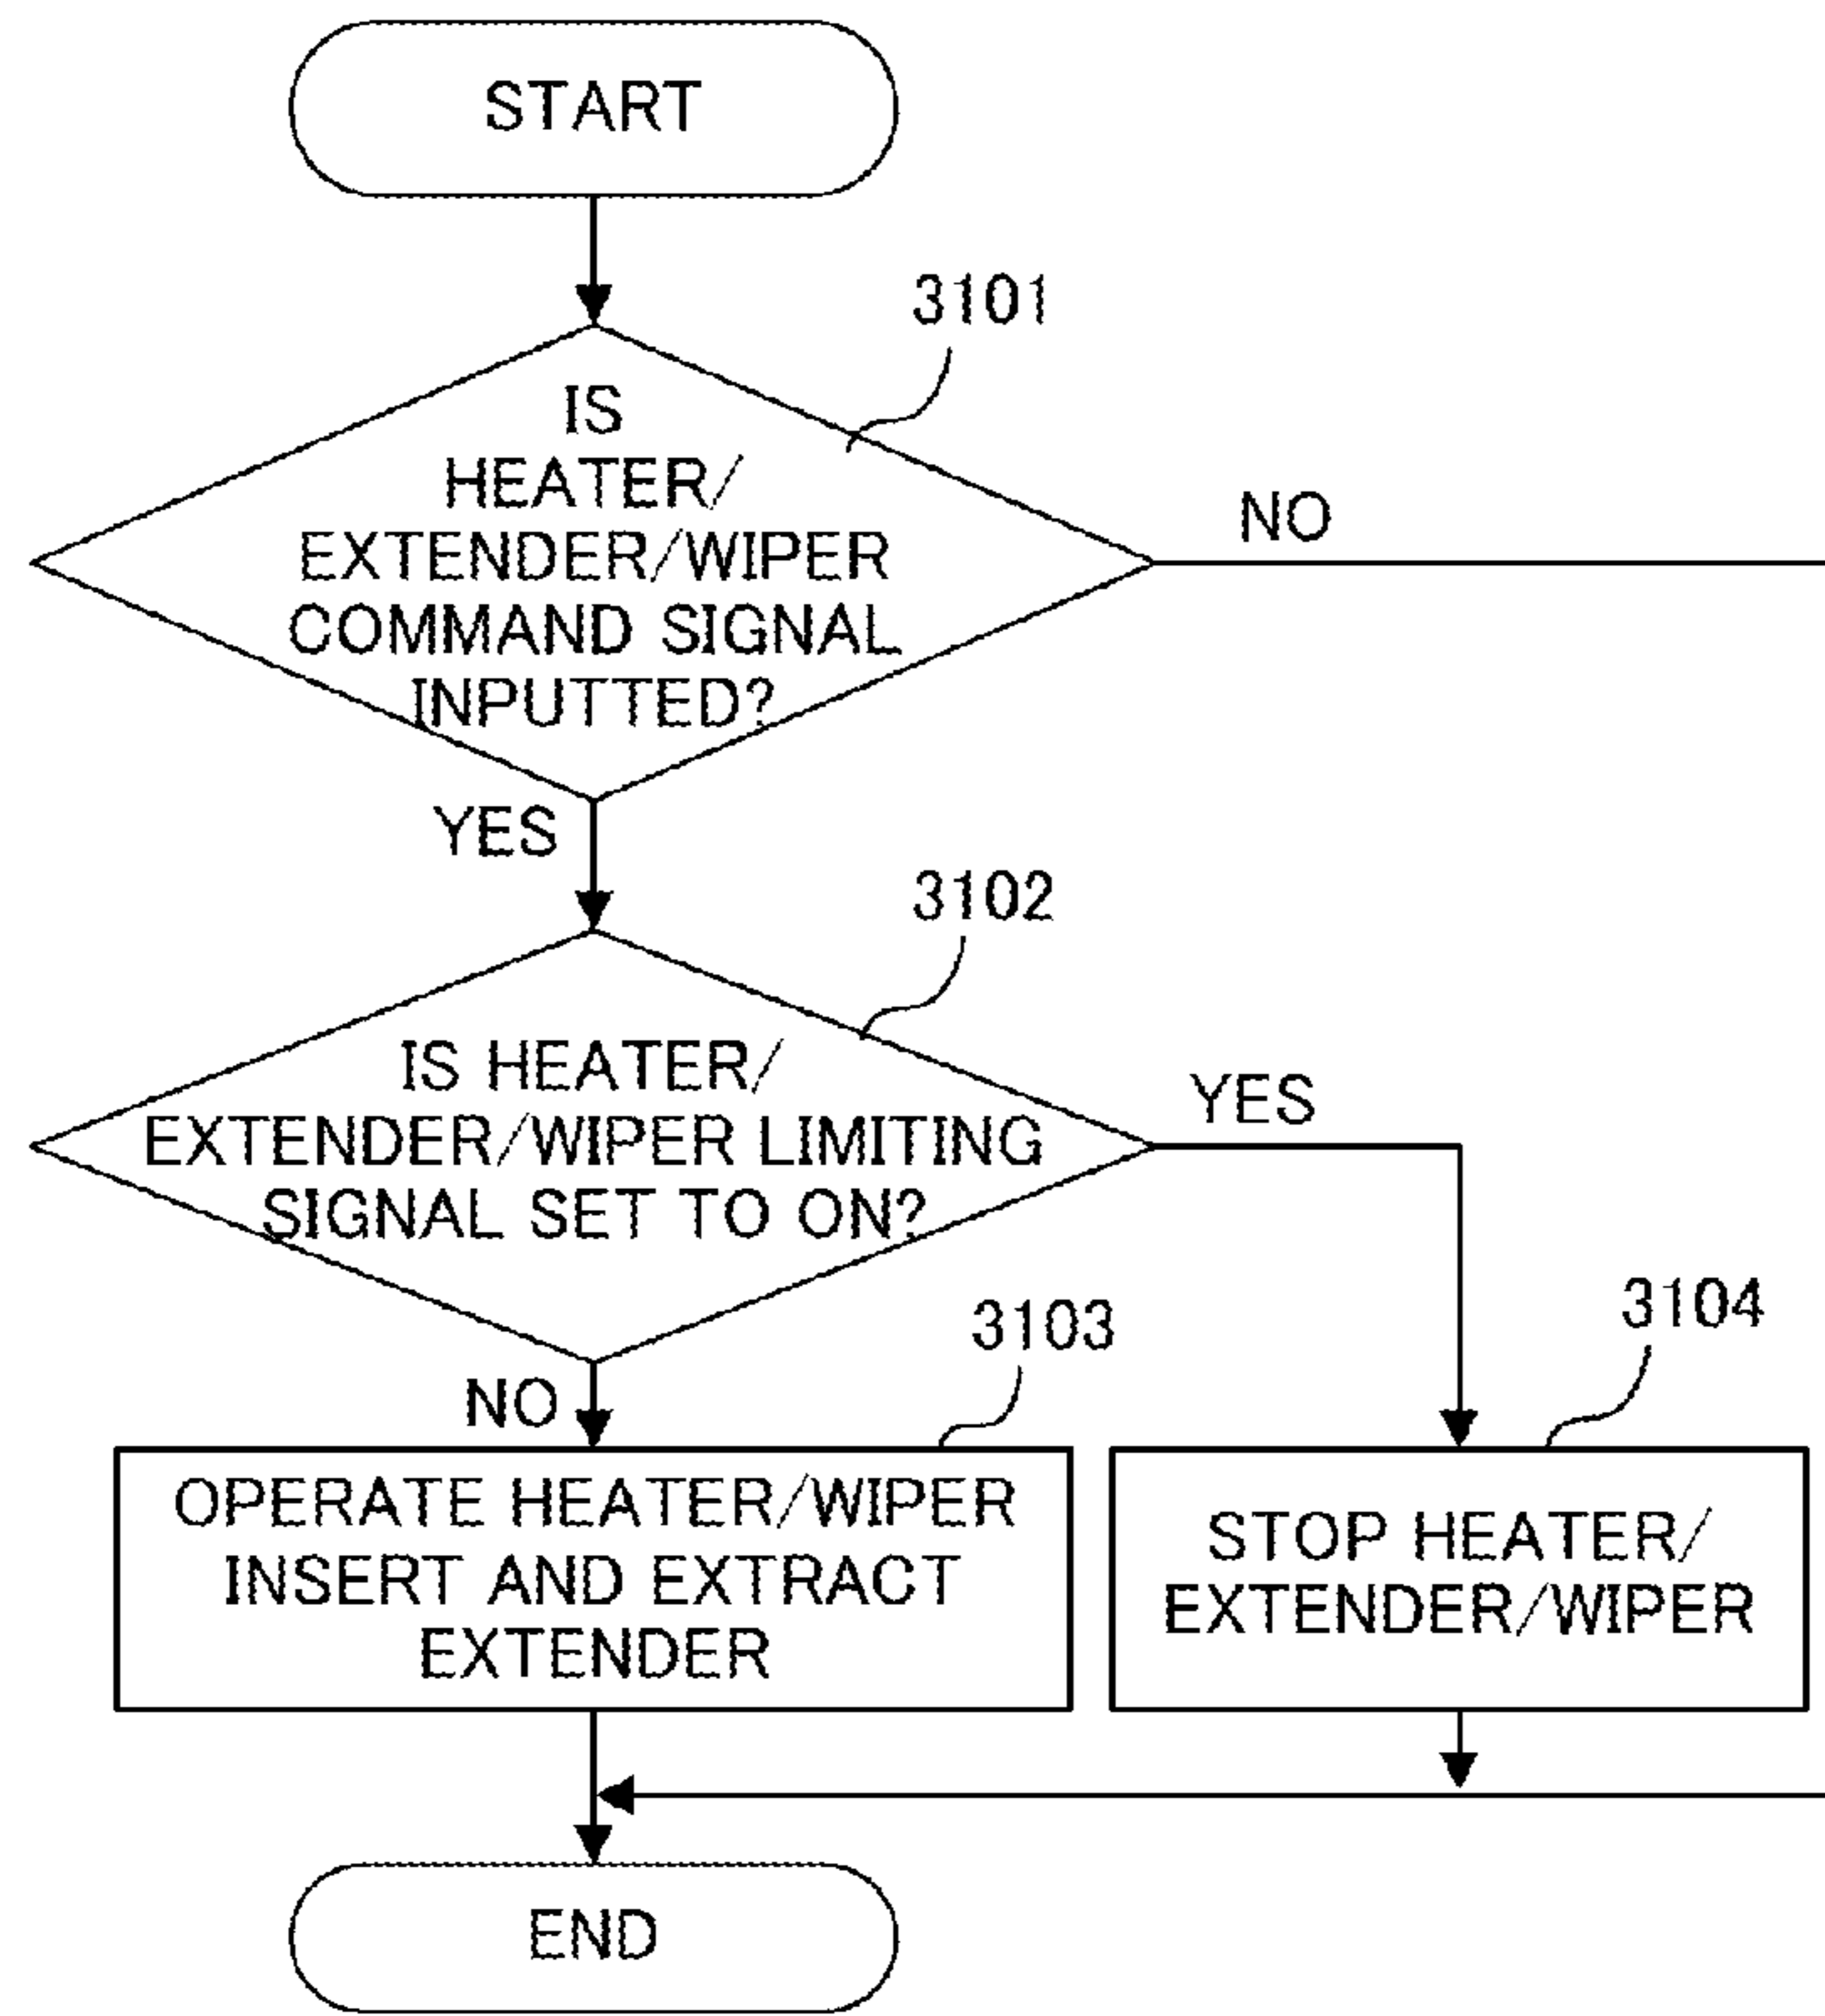 START
3101
IS
HEATER/
EXTENDER/WIPER
COMMAND SIGNAL
INPUTTED?
NO
YES
3102
IS HEATER/
EXTENDER/WIPER LIMITING
SIGNAL SET TO ON?
YES
NO
3103
OPERATE HEATER/WIPER
INSERT AND EXTRACT
EXTENDER
3104
STOP HEATER/
EXTENDER/WIPER
END